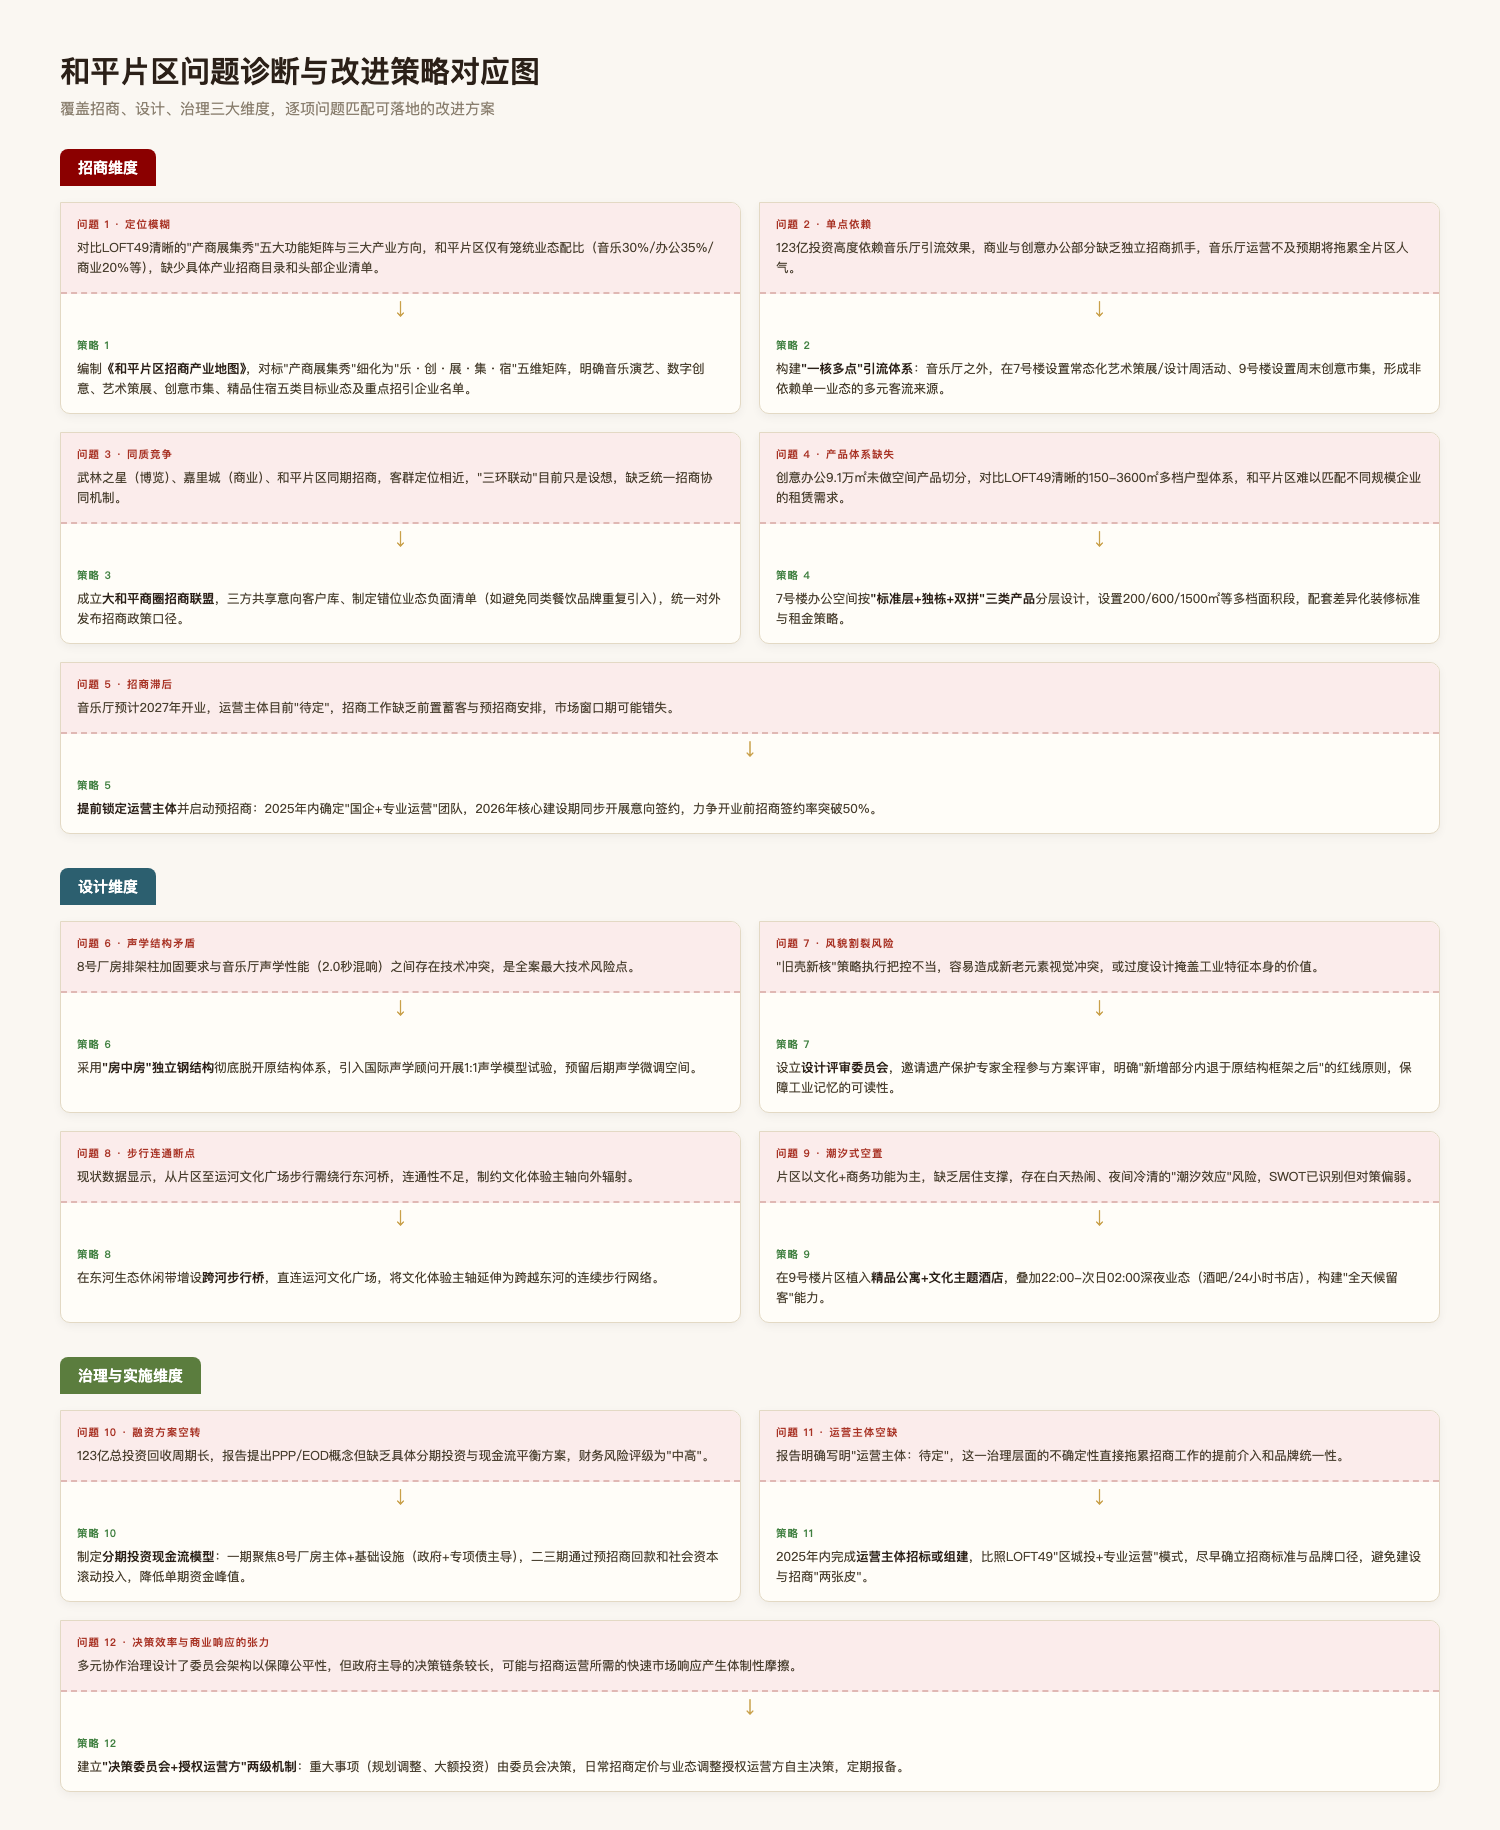 和平片区问题诊断与改进策略对应图
覆盖招商、设计、治理三大维度，逐项问题匹配可落地的改进方案
招商维度
问题 1 · 定位模糊
对比LOFT49清晰的"产商展集秀"五大功能矩阵与三大产业方向，和平片区仅有笼统业态配比（音乐30%/办公35%/
商业20%等），缺少具体产业招商目录和头部企业清单。
↓
策略 1
编制《和平片区招商产业地图》，对标"产商展集秀"细化为"乐 · 创 · 展 · 集 · 宿"五维矩阵，明确音乐演艺、数字创
意、艺术策展、创意市集、精品住宿五类目标业态及重点招引企业名单。
问题 2 · 单点依赖
123亿投资高度依赖音乐厅引流效果，商业与创意办公部分缺乏独立招商抓手，音乐厅运营不及预期将拖累全片区人
气。
↓
策略 2
构建"一核多点"引流体系：音乐厅之外，在7号楼设置常态化艺术策展/设计周活动、9号楼设置周末创意市集，形成非
依赖单一业态的多元客流来源。
问题 3 · 同质竞争
武林之星（博览）、嘉里城（商业）、和平片区同期招商，客群定位相近，"三环联动"目前只是设想，缺乏统一招商协
同机制。
↓
策略 3
成立大和平商圈招商联盟，三方共享意向客户库、制定错位业态负面清单（如避免同类餐饮品牌重复引入），统一对外
发布招商政策口径。
问题 4 · 产品体系缺失
创意办公9.1万㎡未做空间产品切分，对比LOFT49清晰的150–3600㎡多档户型体系，和平片区难以匹配不同规模企业
的租赁需求。
↓
策略 4
7号楼办公空间按"标准层+独栋+双拼"三类产品分层设计，设置200/600/1500㎡等多档面积段，配套差异化装修标准
与租金策略。
问题 5 · 招商滞后
音乐厅预计2027年开业，运营主体目前"待定"，招商工作缺乏前置蓄客与预招商安排，市场窗口期可能错失。
↓
策略 5
提前锁定运营主体并启动预招商：2025年内确定"国企+专业运营"团队，2026年核心建设期同步开展意向签约，力争开业前招商签约率突破50%。
设计维度
问题 6 · 声学结构矛盾
8号厂房排架柱加固要求与音乐厅声学性能（2.0秒混响）之间存在技术冲突，是全案最大技术风险点。
↓
策略 6
采用"房中房"独立钢结构彻底脱开原结构体系，引入国际声学顾问开展1:1声学模型试验，预留后期声学微调空间。
问题 7 · 风貌割裂风险
"旧壳新核"策略执行把控不当，容易造成新老元素视觉冲突，或过度设计掩盖工业特征本身的价值。
↓
策略 7
设立设计评审委员会，邀请遗产保护专家全程参与方案评审，明确"新增部分内退于原结构框架之后"的红线原则，保
障工业记忆的可读性。
问题 8 · 步行连通断点
现状数据显示，从片区至运河文化广场步行需绕行东河桥，连通性不足，制约文化体验主轴向外辐射。
↓
策略 8
在东河生态休闲带增设跨河步行桥，直连运河文化广场，将文化体验主轴延伸为跨越东河的连续步行网络。
问题 9 · 潮汐式空置
片区以文化+商务功能为主，缺乏居住支撑，存在白天热闹、夜间冷清的"潮汐效应"风险，SWOT已识别但对策偏弱。
↓
策略 9
在9号楼片区植入精品公寓+文化主题酒店，叠加22:00–次日02:00深夜业态（酒吧/24小时书店），构建"全天候留
客"能力。
治理与实施维度
问题 10 · 融资方案空转
123亿总投资回收周期长，报告提出PPP/EOD概念但缺乏具体分期投资与现金流平衡方案，财务风险评级为"中高"。
↓
策略 10
制定分期投资现金流模型：一期聚焦8号厂房主体+基础设施（政府+专项债主导），二三期通过预招商回款和社会资本
滚动投入，降低单期资金峰值。
问题 11 · 运营主体空缺
报告明确写明"运营主体：待定"，这一治理层面的不确定性直接拖累招商工作的提前介入和品牌统一性。
↓
策略 11
2025年内完成运营主体招标或组建，比照LOFT49"区城投+专业运营"模式，尽早确立招商标准与品牌口径，避免建设
与招商"两张皮"。
问题 12 · 决策效率与商业响应的张力
多元协作治理设计了委员会架构以保障公平性，但政府主导的决策链条较长，可能与招商运营所需的快速市场响应产生体制性摩擦。
↓
策略 12
建立"决策委员会+授权运营方"两级机制：重大事项（规划调整、大额投资）由委员会决策，日常招商定价与业态调整授权运营方自主决策，定期报备。